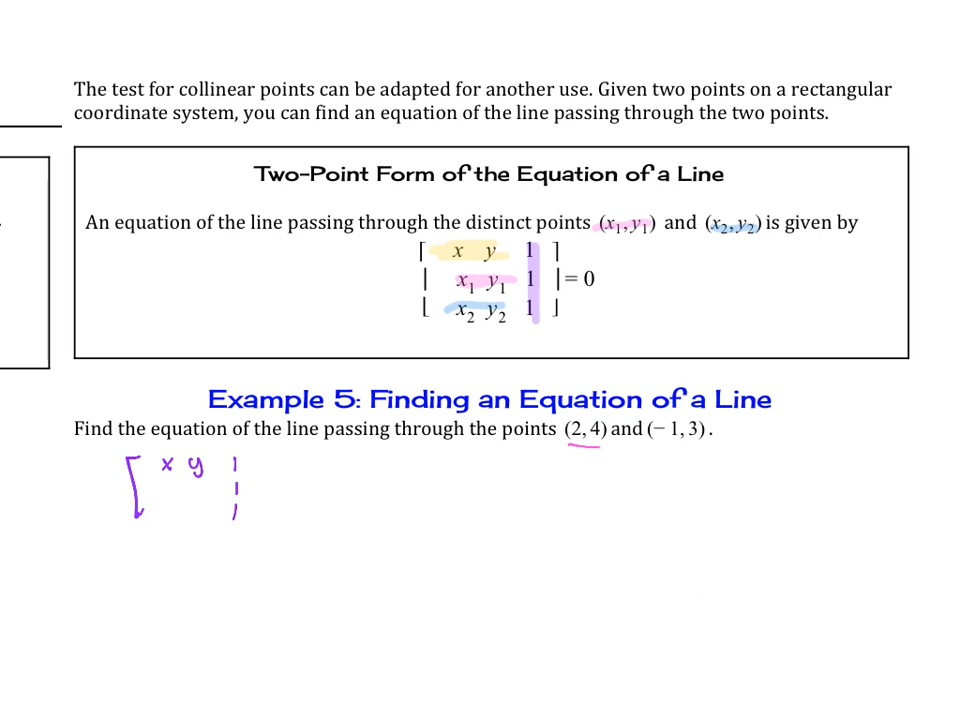 The test for collinear points can be adapted for another use. Given two points on a rectangular
coordinate system, you can find an equation of the line passing through the two points.
Two-Point Form of the Equation of a Line
An equation of the line passing through the distinct points (x₁, y₁) and (x₂, y₂) is given by
⎡ x y 1 ⎤
| x₁ y₁ 1 | = 0
⎣ x₂ y₂ 1 ⎦
Example 5: Finding an Equation of a Line
Find the equation of the line passing through the points (2, 4) and (− 1, 3).
[ x y 1
1
1